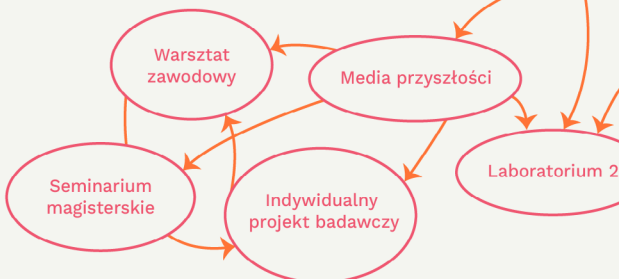 Warsztat
zawodowy
Media przyszłości
Laboratorium 2
Seminarium
magisterskie
Indywidualny
projekt badawczy